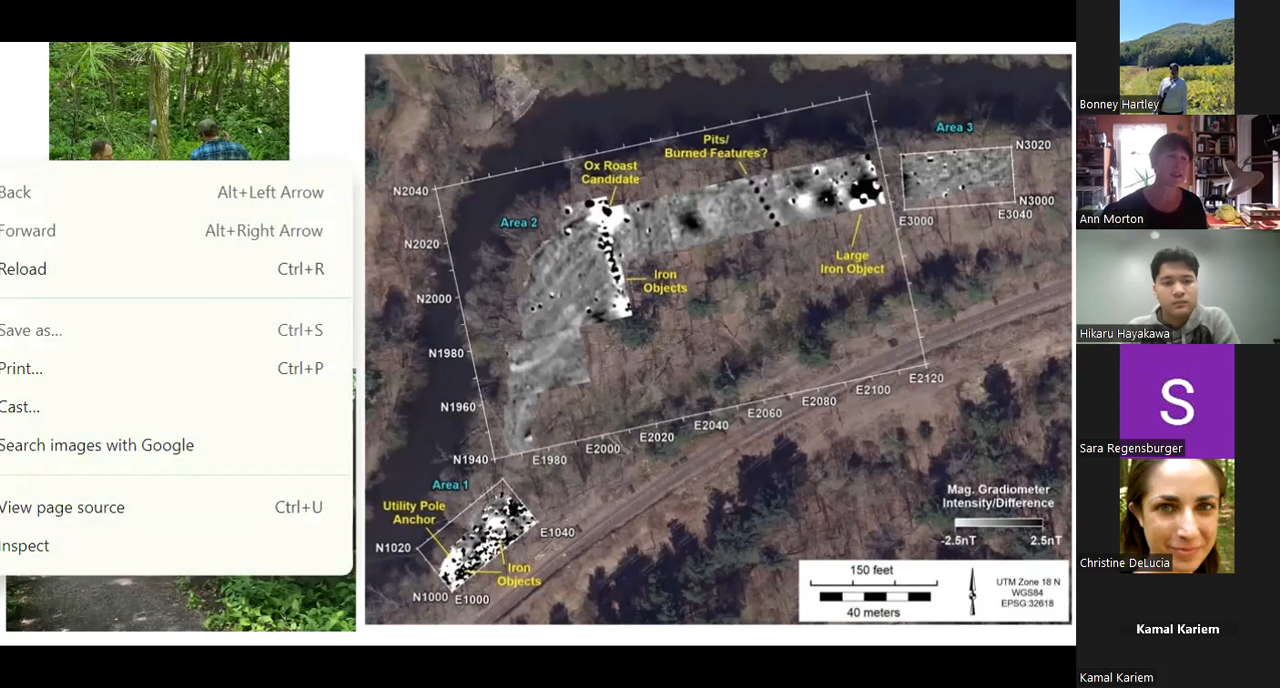 Back Alt+Left Arrow
Forward Alt+Right Arrow
Reload Ctrl+R
Save as... Ctrl+S
Print... Ctrl+P
Cast...
Search images with Google
View page source Ctrl+U
Inspect
Area 3
Pits/
Burned Features?
N3020
Ox Roast
Candidate
N2040
N3000
E3000
E3040
Area 2
N2020
Large
Iron Object
Iron
Objects
N2000
N1980
E2120
E2100
E2080
N1960
E2060
E2040
E2020
E2000
N1940
E1980
Area 1
Mag. Gradiometer
Intensity/Difference
Utility Pole
Anchor
E1040
-2.5nT 2.5nT
N1020
Iron
Objects
N1000 E1000
150 feet
40 meters
UTM Zone 18 N
WGS84
EPSG:32618
Bonney Hartley
Ann Morton
Hikaru Hayakawa
S
Sara Regensburger
Christine DeLucia
Kamal Kariem
Kamal Kariem